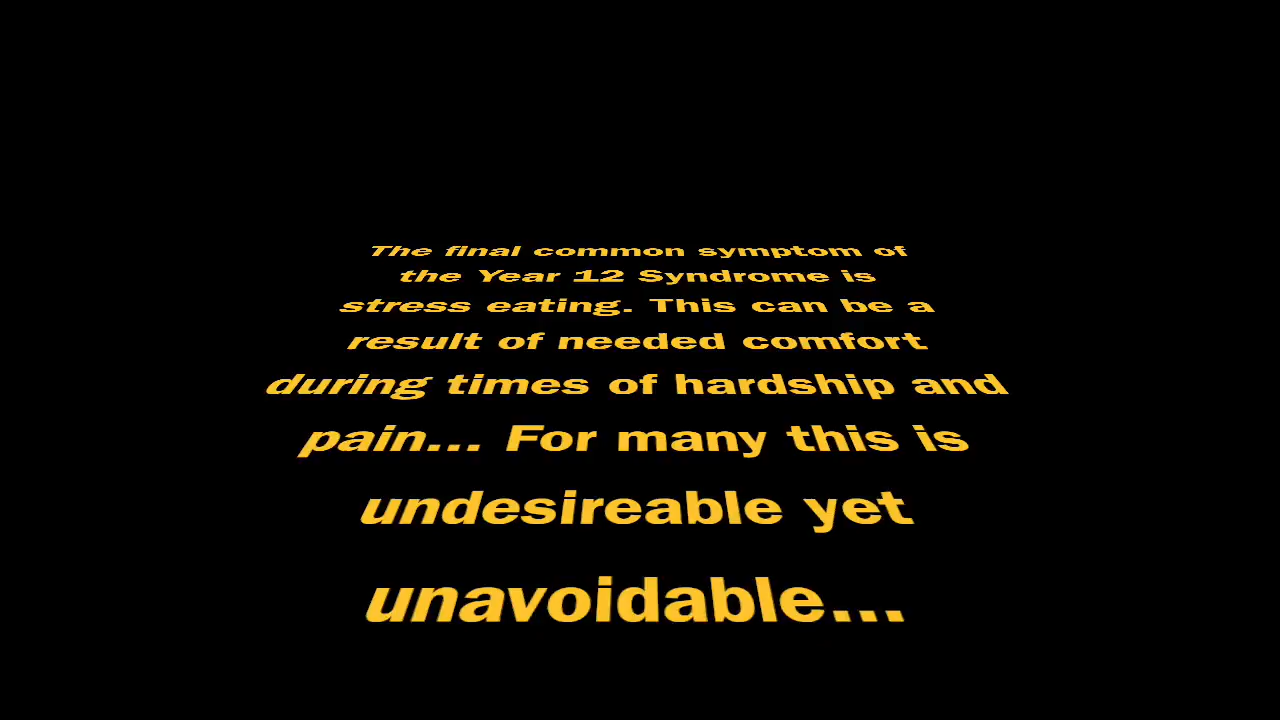 The final common symptom of
the Year 12 Syndrome is
stress eating. This can be a
result of needed comfort
during times of hardship and
pain... For many this is
undesireable yet
unavoidable...